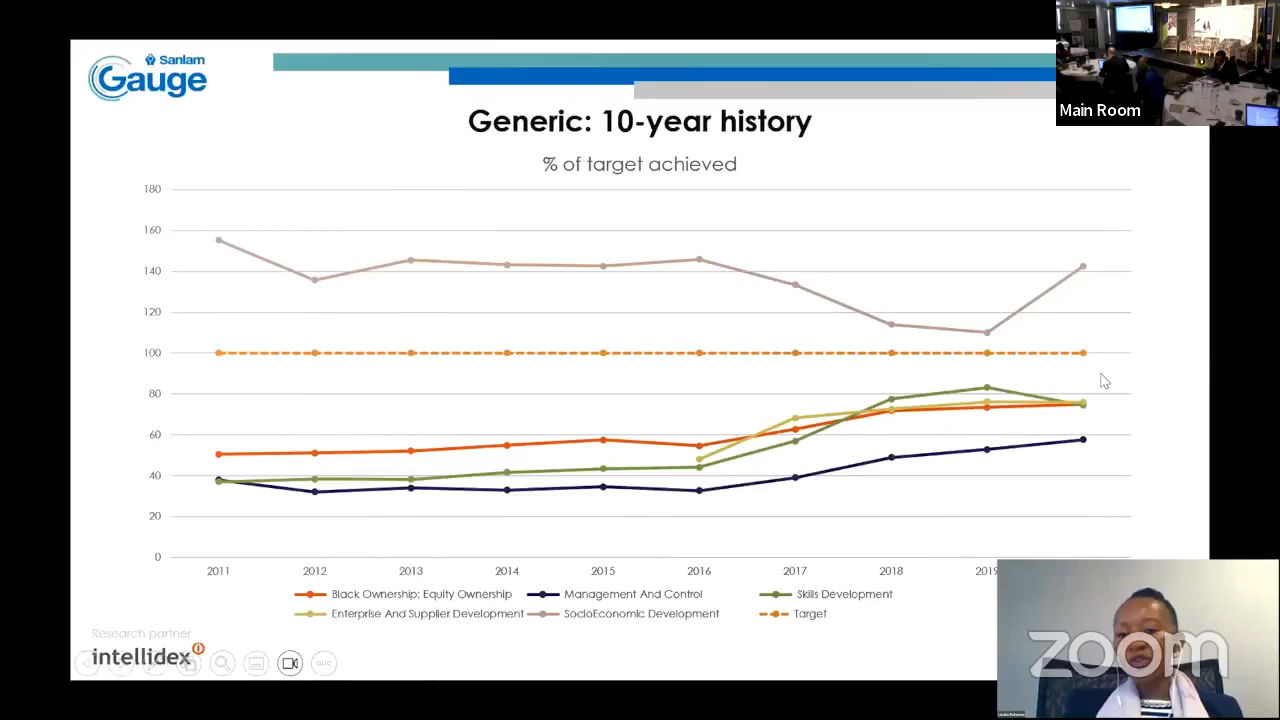 Sanlam
Gauge
Main Room
Generic: 10-year history
% of target achieved
180
160
140
120
100
80
60
40
20
0
2011 2012 2013 2014 2015 2016 2017 2018 2019
Black Ownership: Equity Ownership Management And Control Skills Development
Enterprise And Supplier Development SocioEconomic Development Target
Research partner
intellidex
zoom